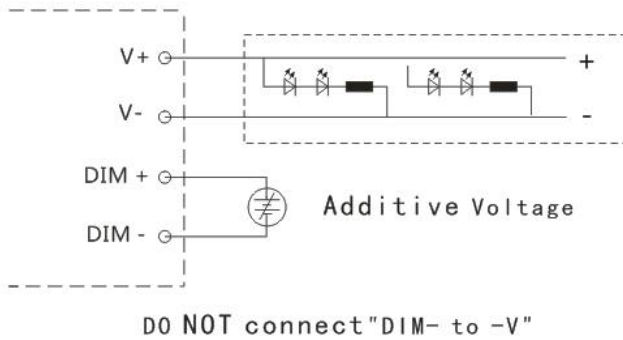 V+
+
V-
-
DIM +
Additive Voltage
DIM -
DO NOT connect"DIM- to -V"